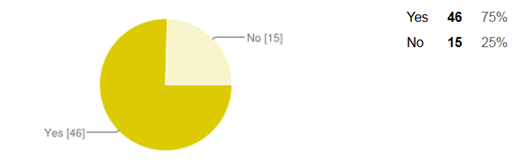 No [15]
Yes [46]
Yes 46 75%
No 15 25%